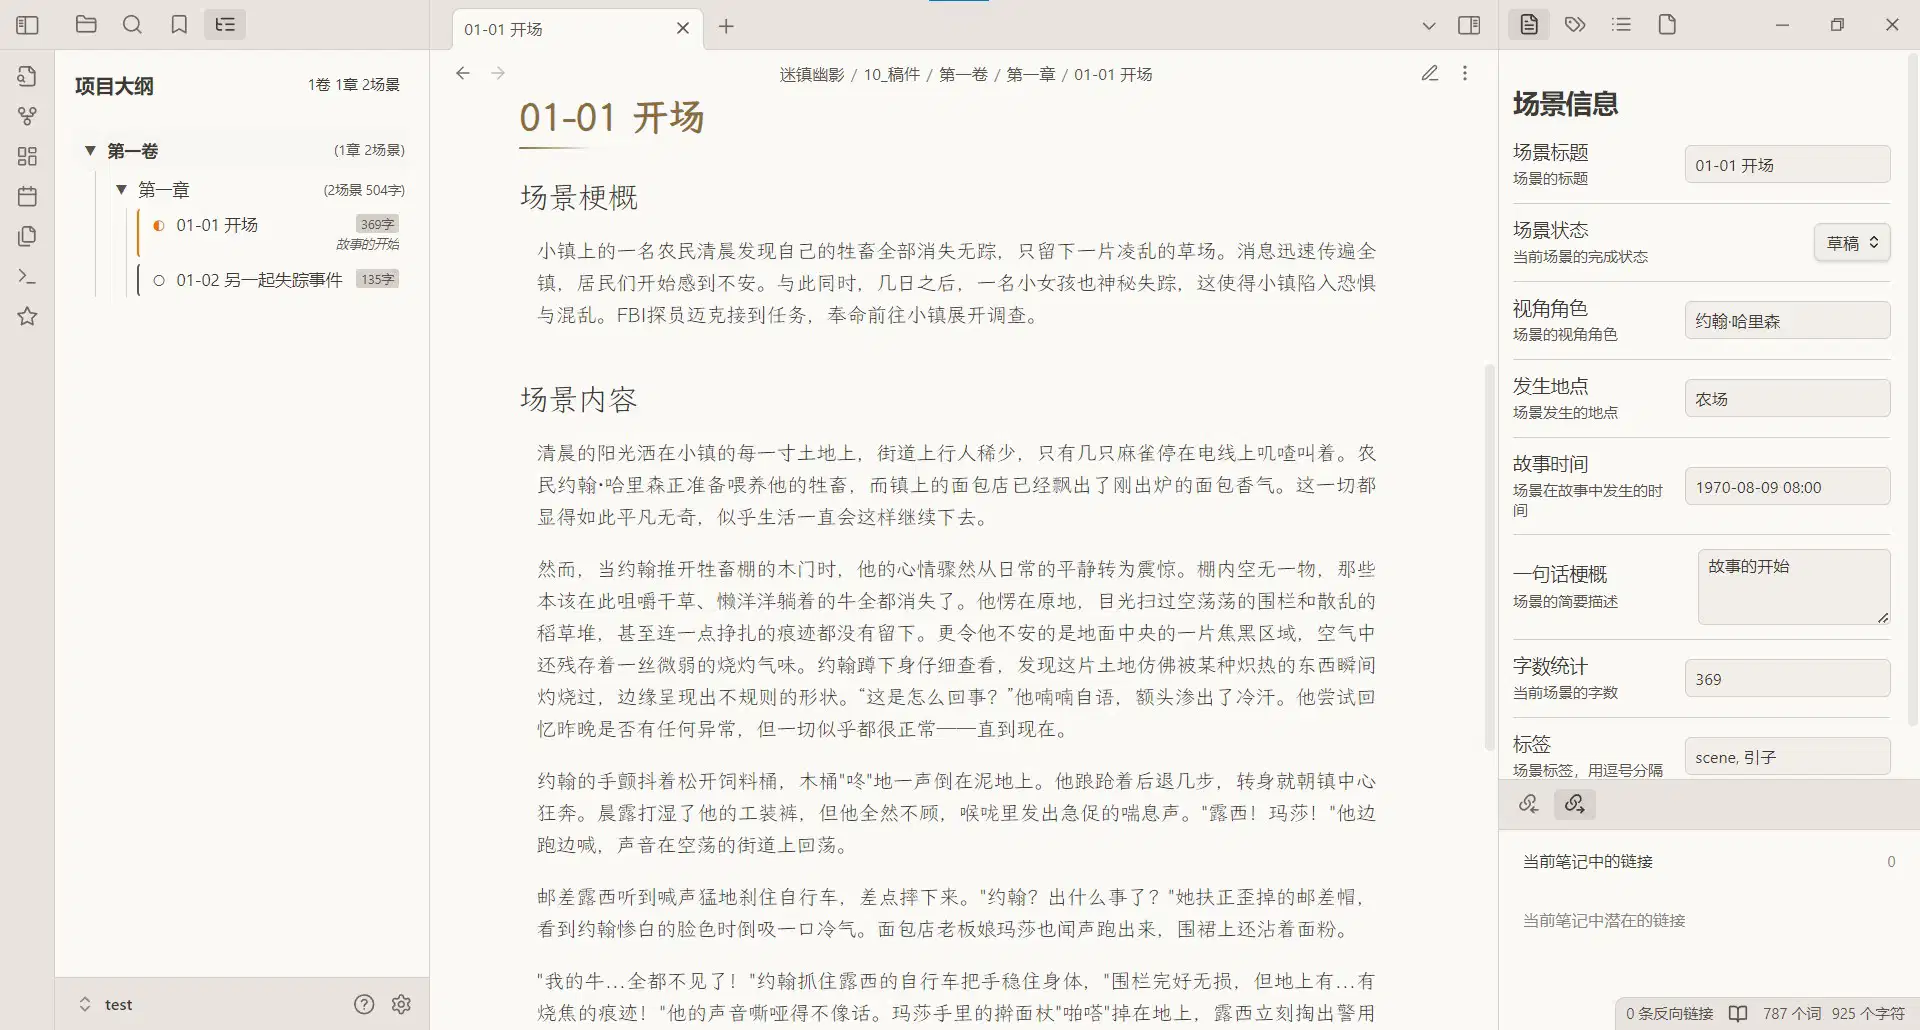 01-01 开场
项目大纲
1卷 1章 2场景
第一卷
(1章 2场景)
第一章
(2场景 504字)
01-01 开场
369字
故事的开始
01-02 另一起失踪事件
135字
test
迷镇幽影 / 10_稿件 / 第一卷 / 第一章 / 01-01 开场
01-01 开场
场景梗概
小镇上的一名农民清晨发现自己的牲畜全部消失无踪，只留下一片凌乱的草场。消息迅速传遍全
镇，居民们开始感到不安。与此同时，几日之后，一名小女孩也神秘失踪，这使得小镇陷入恐惧
与混乱。FBI探员迈克接到任务，奉命前往小镇展开调查。
场景内容
清晨的阳光洒在小镇的每一寸土地上，街道上行人稀少，只有几只麻雀停在电线上叽喳叫着。农
民约翰·哈里森正准备喂养他的牲畜，而镇上的面包店已经飘出了刚出炉的面包香气。这一切都
显得如此平凡无奇，似乎生活一直会这样继续下去。
然而，当约翰推开牲畜棚的木门时，他的心情骤然从日常的平静转为震惊。棚内空无一物，那些
本该在此咀嚼干草、懒洋洋躺着的牛全都消失了。他愣在原地，目光扫过空荡荡的围栏和散乱的
稻草堆，甚至连一点挣扎的痕迹都没有留下。更令他不安的是地面中央的一片焦黑区域，空气中
还残存着一丝微弱的烧灼气味。约翰蹲下身仔细查看，发现这片土地仿佛被某种炽热的东西瞬间
灼烧过，边缘呈现出不规则的形状。“这是怎么回事？”他喃喃自语，额头渗出了冷汗。他尝试回
忆昨晚是否有任何异常，但一切似乎都很正常——直到现在。
约翰的手颤抖着松开饲料桶，木桶"咚"地一声倒在泥地上。他踉跄着后退几步，转身就朝镇中心
狂奔。晨露打湿了他的工装裤，但他全然不顾，喉咙里发出急促的喘息声。"露西！玛莎！"他边
跑边喊，声音在空荡的街道上回荡。
邮差露西听到喊声猛地刹住自行车，差点摔下来。"约翰？出什么事了？"她扶正歪掉的邮差帽，
看到约翰惨白的脸色时倒吸一口冷气。面包店老板娘玛莎也闻声跑出来，围裙上还沾着面粉。
"我的牛...全都不见了！"约翰抓住露西的自行车把手稳住身体，"围栏完好无损，但地上有...有
烧焦的痕迹！"他的声音嘶哑得不像话。玛莎手里的擀面杖"啪嗒"掉在地上，露西立刻掏出警用
场景信息
场景标题
场景的标题
01-01 开场
场景状态
当前场景的完成状态
草稿
视角角色
场景的视角角色
约翰·哈里森
发生地点
场景发生的地点
农场
故事时间
场景在故事中发生的时
间
1970-08-09 08:00
一句话梗概
场景的简要描述
故事的开始
字数统计
当前场景的字数
369
标签
场景标签，用逗号分隔
scene, 引子
当前笔记中的链接
0
当前笔记中潜在的链接
0 条反向链接
787 个词
925 个字符